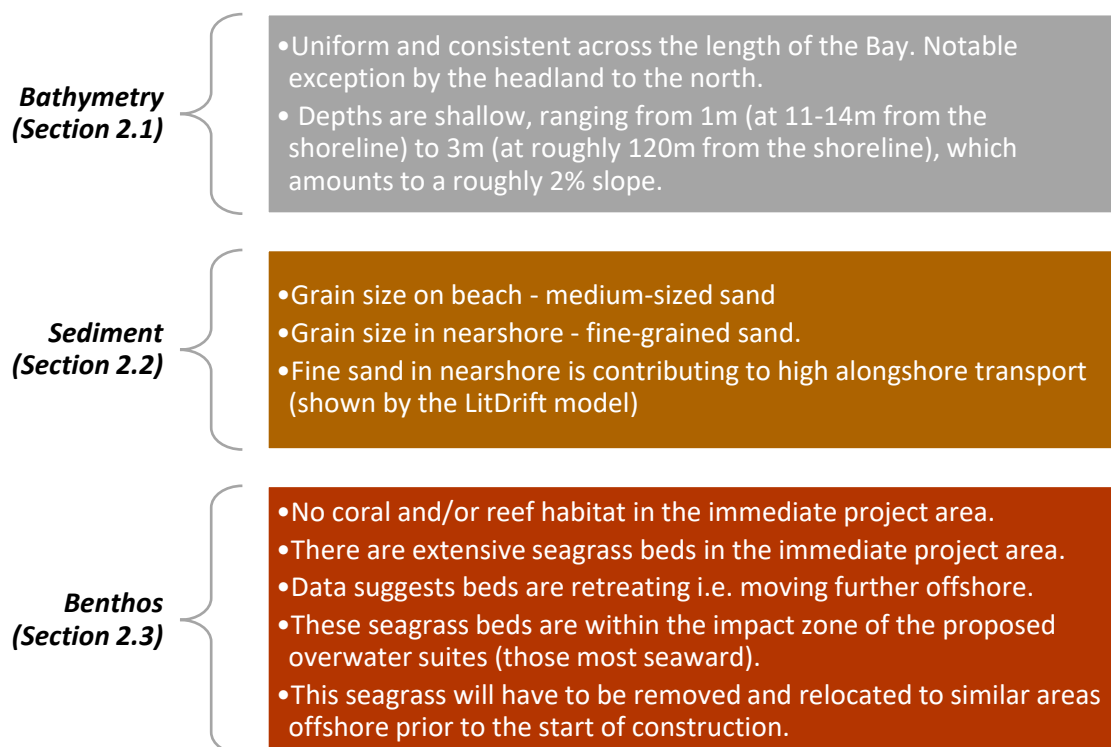 Bathymetry
(Section 2.1)
•Uniform and consistent across the length of the Bay. Notable
exception by the headland to the north.
• Depths are shallow, ranging from 1m (at 11-14m from the
shoreline) to 3m (at roughly 120m from the shoreline), which
amounts to a roughly 2% slope.
Sediment
(Section 2.2)
•Grain size on beach - medium-sized sand
•Grain size in nearshore - fine-grained sand.
•Fine sand in nearshore is contributing to high alongshore transport
(shown by the LitDrift model)
Benthos
(Section 2.3)
•No coral and/or reef habitat in the immediate project area.
•There are extensive seagrass beds in the immediate project area.
•Data suggests beds are retreating i.e. moving further offshore.
•These seagrass beds are within the impact zone of the proposed
overwater suites (those most seaward).
•This seagrass will have to be removed and relocated to similar areas
offshore prior to the start of construction.